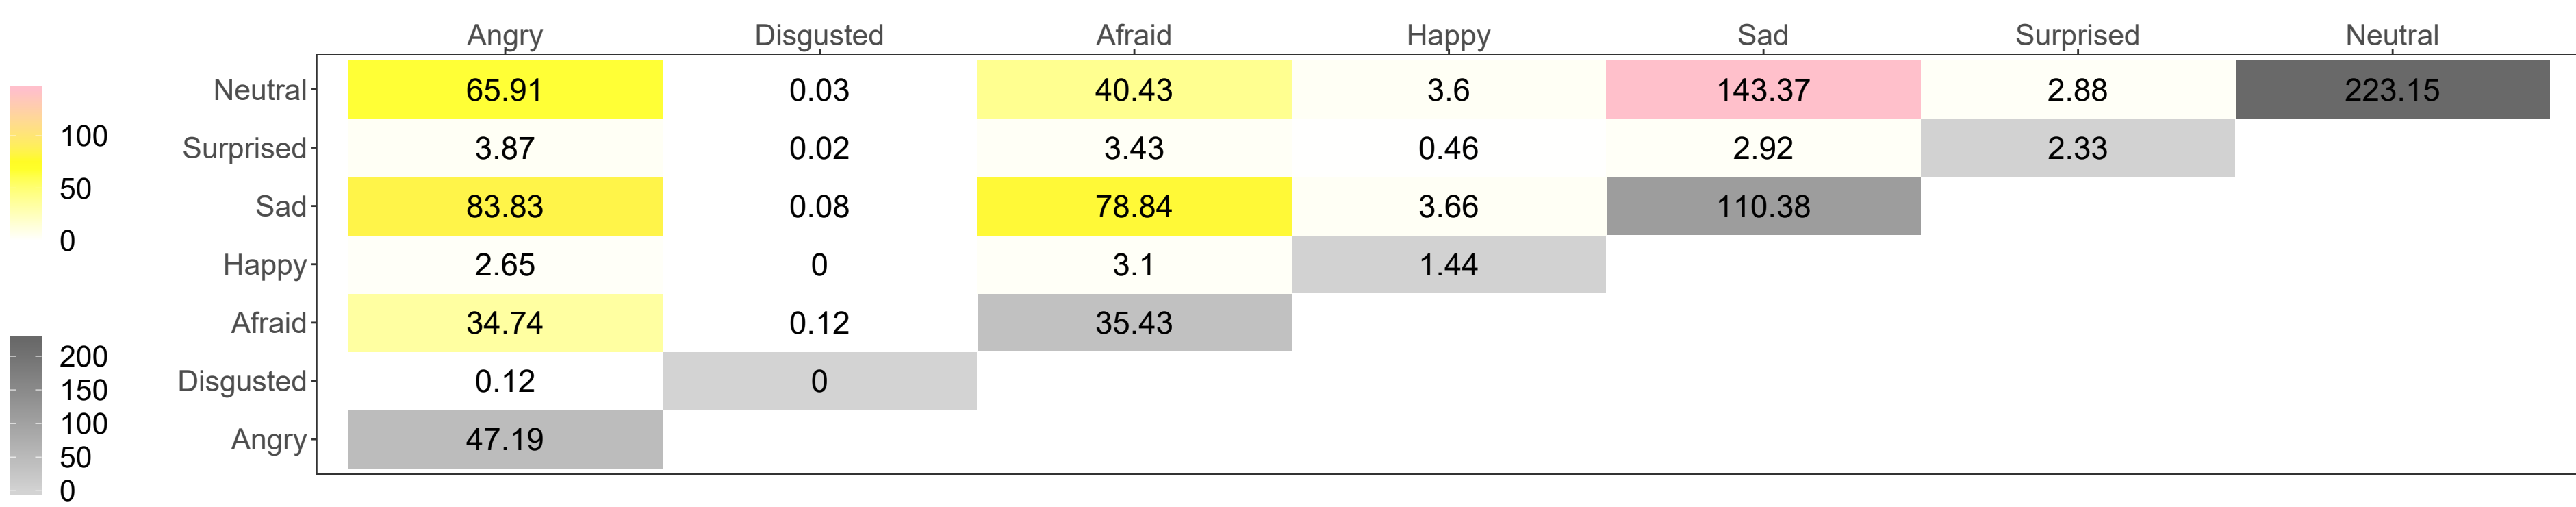 Angry Disgusted Afraid Happy Sad Surprised Neutral
Neutral 65.91 0.03 40.43 3.6 143.37 2.88 223.15
Surprised 3.87 0.02 3.43 0.46 2.92 2.33
Sad 83.83 0.08 78.84 3.66 110.38
Happy 2.65 0 3.1 1.44
Afraid 34.74 0.12 35.43
Disgusted 0.12 0
Angry 47.19
100
50
0
200
150
100
50
0